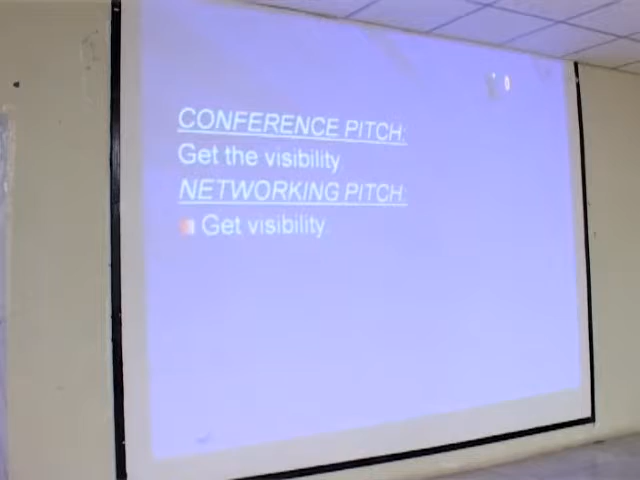 CONFERENCE PITCH:
Get the visibility
NETWORKING PITCH:
Get visibility